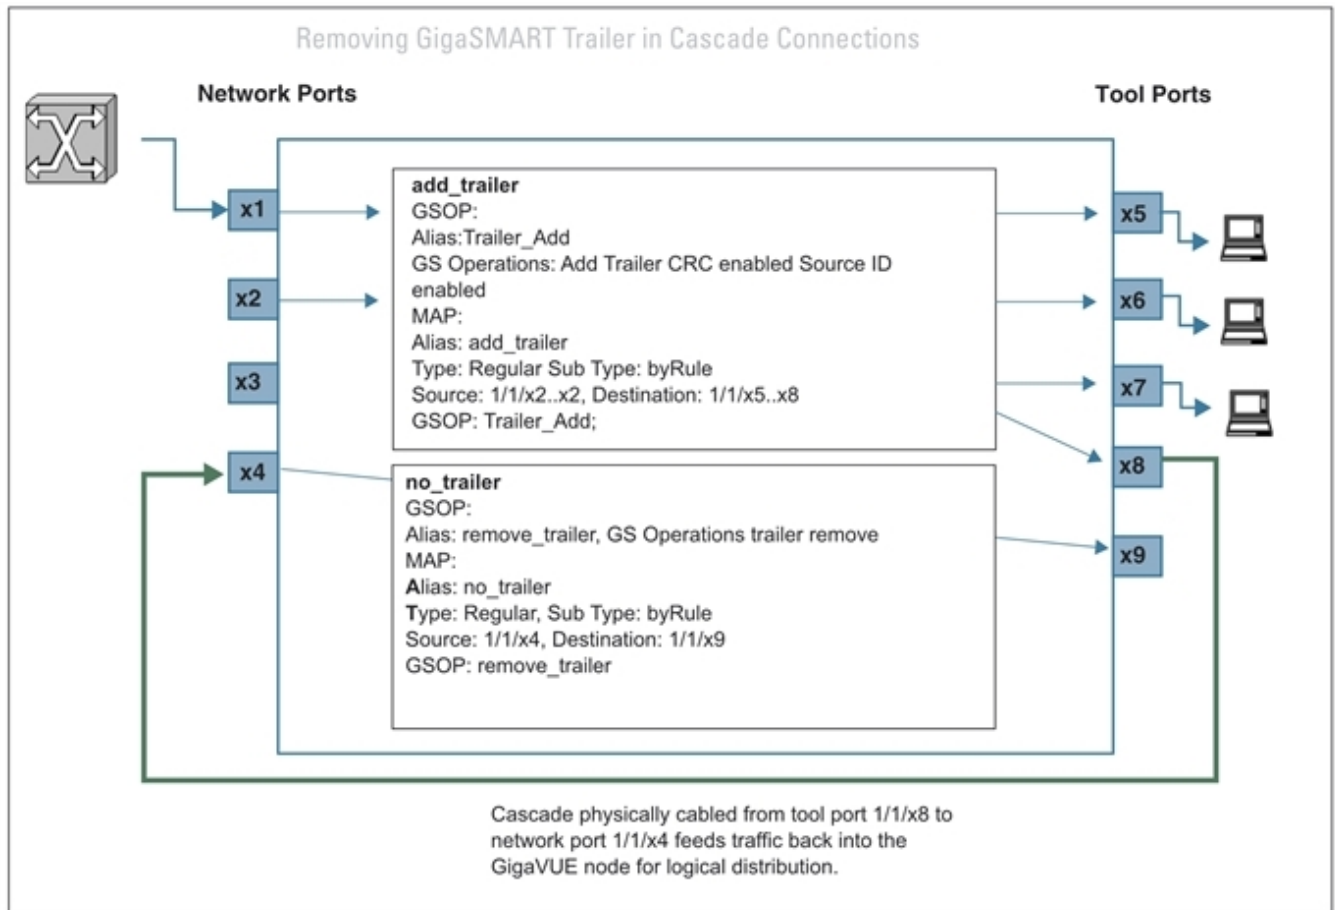 Removing GigaSMART Trailer in Cascade Connections
Network Ports
Tool Ports
add_trailer
GSOP:
Alias:Trailer_Add
GS Operations: Add Trailer CRC enabled Source ID
enabled
MAP:
Alias: add_trailer
Type: Regular Sub Type: byRule
Source: 1/1/x2..x2, Destination: 1/1/x5..x8
GSOP: Trailer_Add;
x1
x2
x3
x4
x5
x6
x7
x8
x9
no_trailer
GSOP:
Alias: remove_trailer, GS Operations trailer remove
MAP:
Alias: no_trailer
Type: Regular, Sub Type: byRule
Source: 1/1/x4, Destination: 1/1/x9
GSOP: remove_trailer
Cascade physically cabled from tool port 1/1/x8 to
network port 1/1/x4 feeds traffic back into the
GigaVUE node for logical distribution.